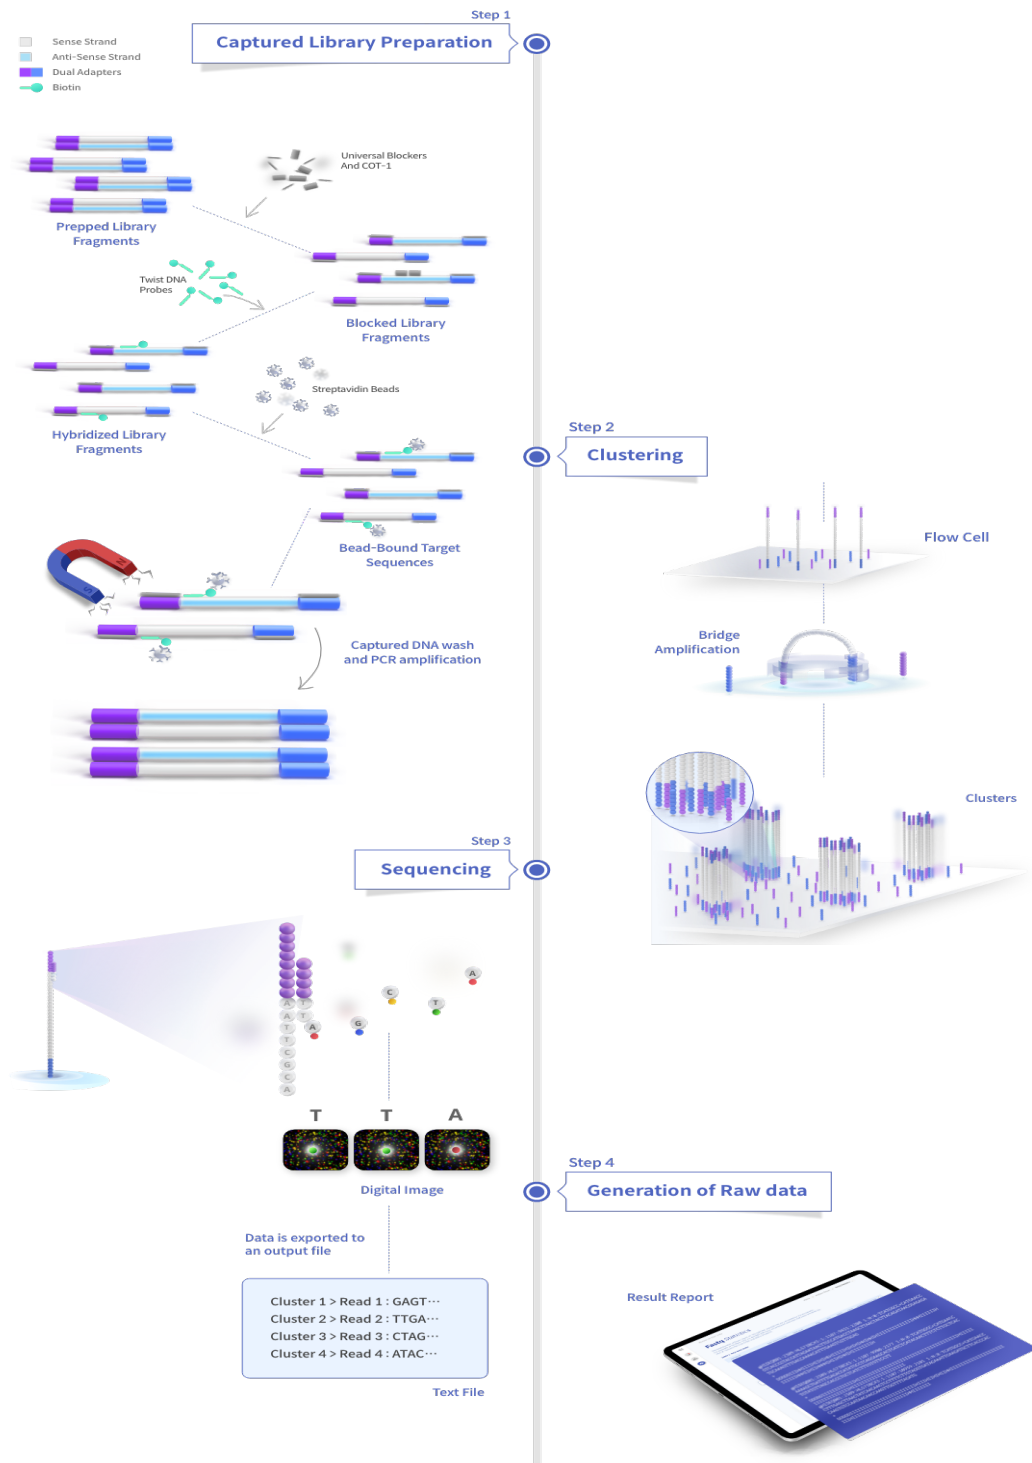 Step 1
Captured Library Preparation
Sense Strand
Anti-Sense Strand
Dual Adapters
Biotin
Universal Blockers
And COT-1
Prepped Library
Fragments
Twist DNA
Probes
Blocked Library
Fragments
Streptavidin Beads
Hybridized Library
Fragments
Bead-Bound Target
Sequences
N
S
Captured DNA wash
and PCR amplification
Step 2
Clustering
Flow Cell
Bridge
Amplification
Clusters
Step 3
Sequencing
A
A
T
T
C
G
C
A
T
T
A
G
C
T
A
T T A
Digital Image
Data is exported to
an output file
Cluster 1 > Read 1 : GAGT···
Cluster 2 > Read 2 : TTGA···
Cluster 3 > Read 3 : CTAG···
Cluster 4 > Read 4 : ATAC···
Text File
Step 4
Generation of Raw data
Result Report